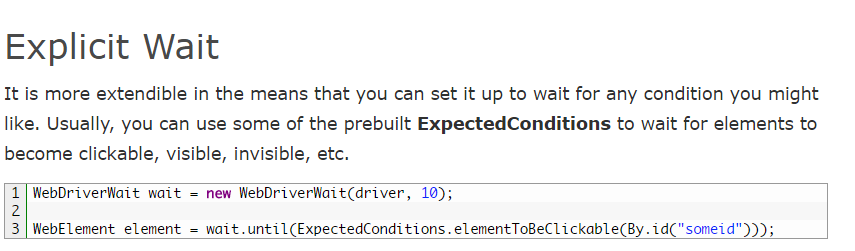 Explicit Wait
It is more extendible in the means that you can set it up to wait for any condition you might
like. Usually, you can use some of the prebuilt ExpectedConditions to wait for elements to
become clickable, visible, invisible, etc.
1 WebDriverWait wait = new WebDriverWait(driver, 10);
2
3 WebElement element = wait.until(ExpectedConditions.elementToBeClickable(By.id("someid")));